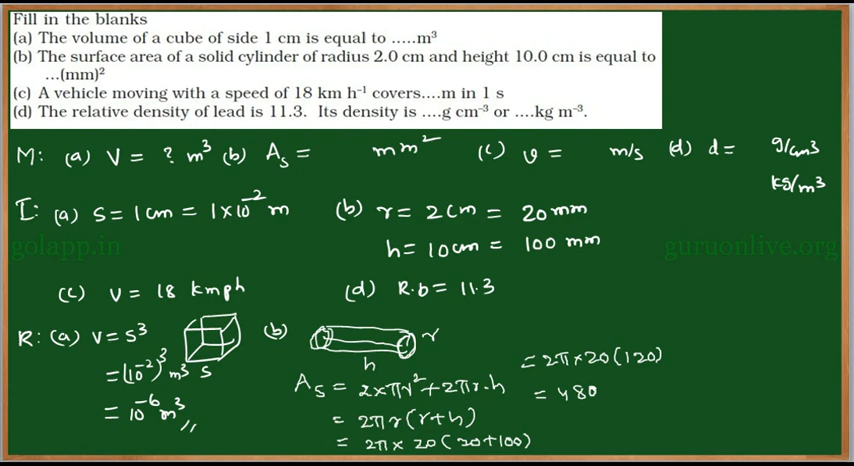 Fill in the blanks
(a) The volume of a cube of side 1 cm is equal to .....m³
(b) The surface area of a solid cylinder of radius 2.0 cm and height 10.0 cm is equal to
...(mm)²
(c) A vehicle moving with a speed of 18 km h⁻¹ covers....m in 1 s
(d) The relative density of lead is 11.3. Its density is ....g cm⁻³ or ....kg m⁻³.
M: (a) V = ? m³ (b) Aₛ = mm² (c) v = m/s (d) d = g/cm³
kg/m³
I: (a) s = 1 cm = 1×10⁻² m (b) r = 2 cm = 20 mm
golapp.in h = 10 cm = 100 mm guruonlive.org
(c) v = 18 kmph (d) R.D = 11.3
R: (a) V = s³ (b) r
= (10⁻²)³ m³ s h = 2π×20(120)
= 10⁻⁶ m³,, Aₛ = 2×πr²+2πr.h = 480
= 2πr(r+h)
= 2π×20(20+100)